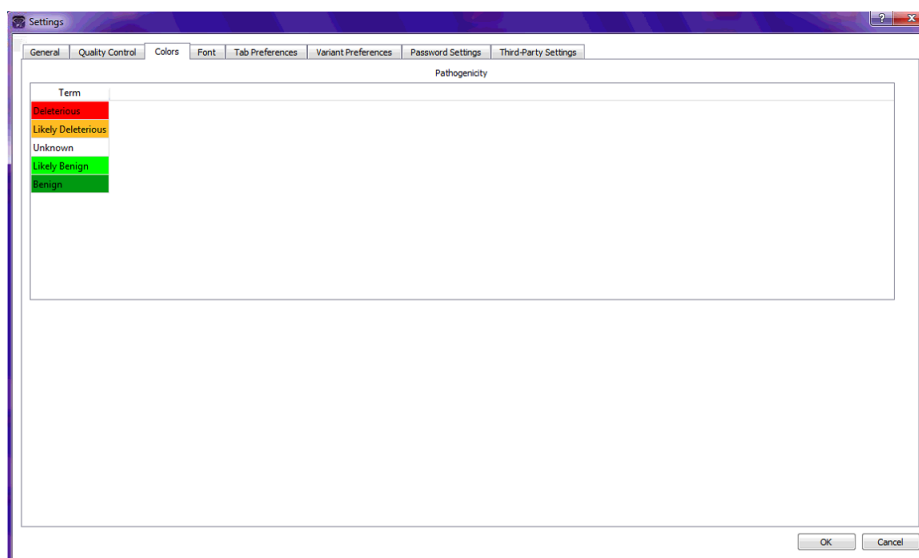 Settings
? x
General Quality Control Colors Font Tab Preferences Variant Preferences Password Settings Third-Party Settings
Pathogenicity
Term
Deleterious
Likely Deleterious
Unknown
Likely Benign
Benign
OK Cancel